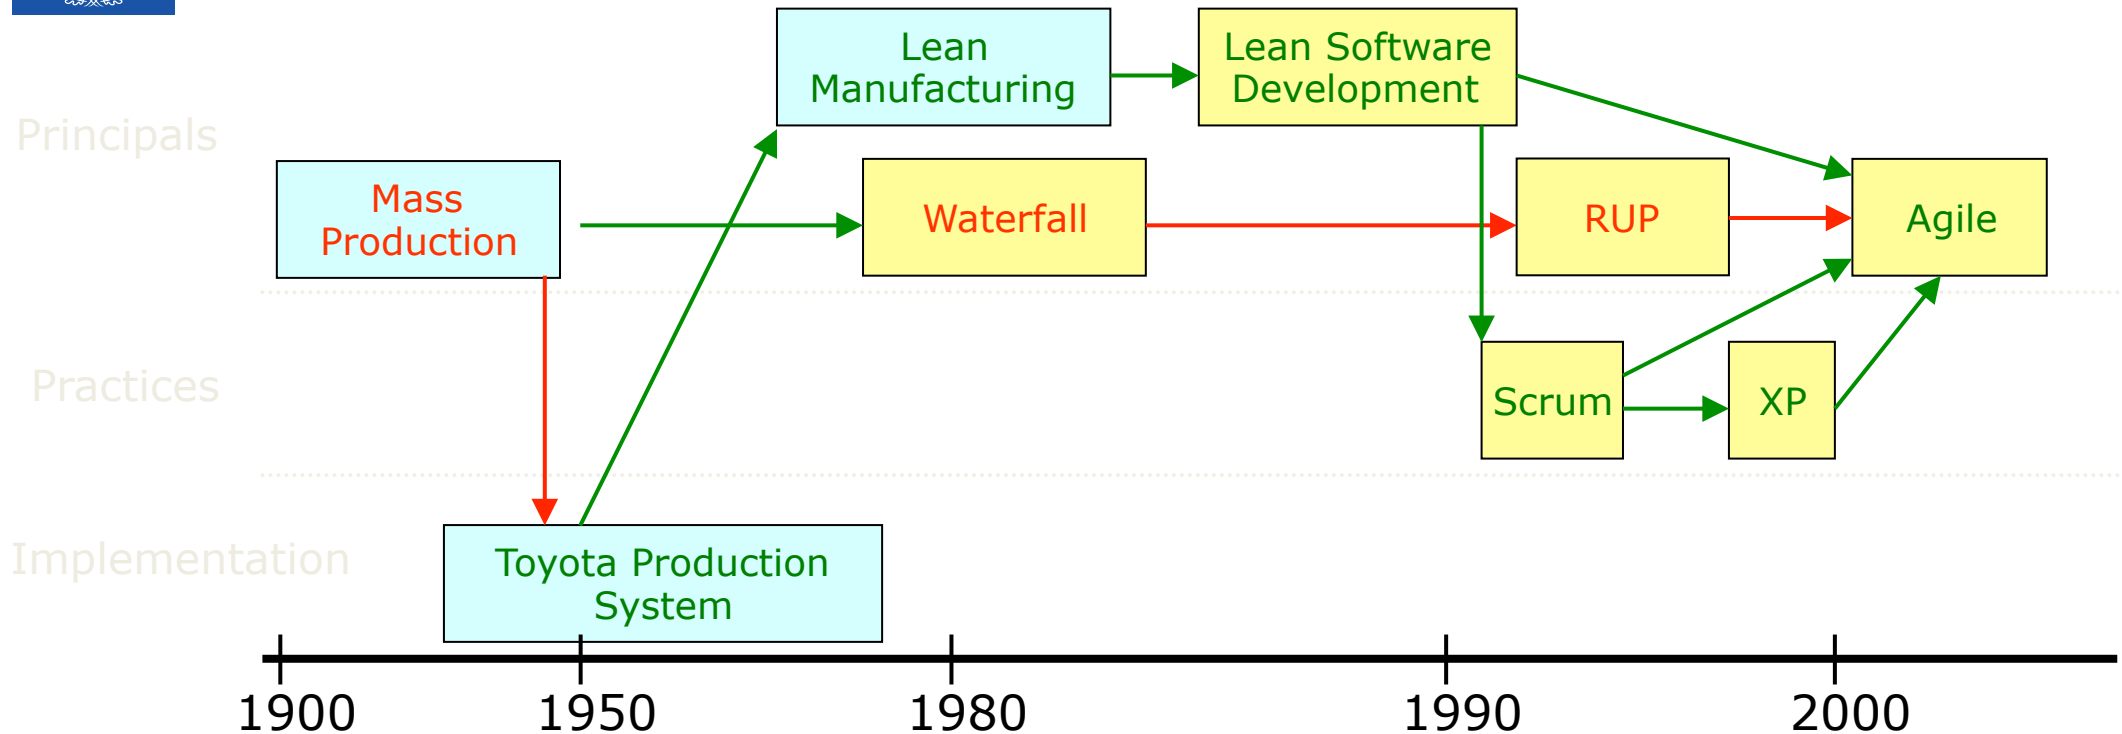 Lean
Manufacturing
Lean Software
Development
Principals
Mass
Production
Waterfall
RUP
Agile
Practices
Scrum
XP
Implementation
Toyota Production
System
1900
1950
1980
1990
2000